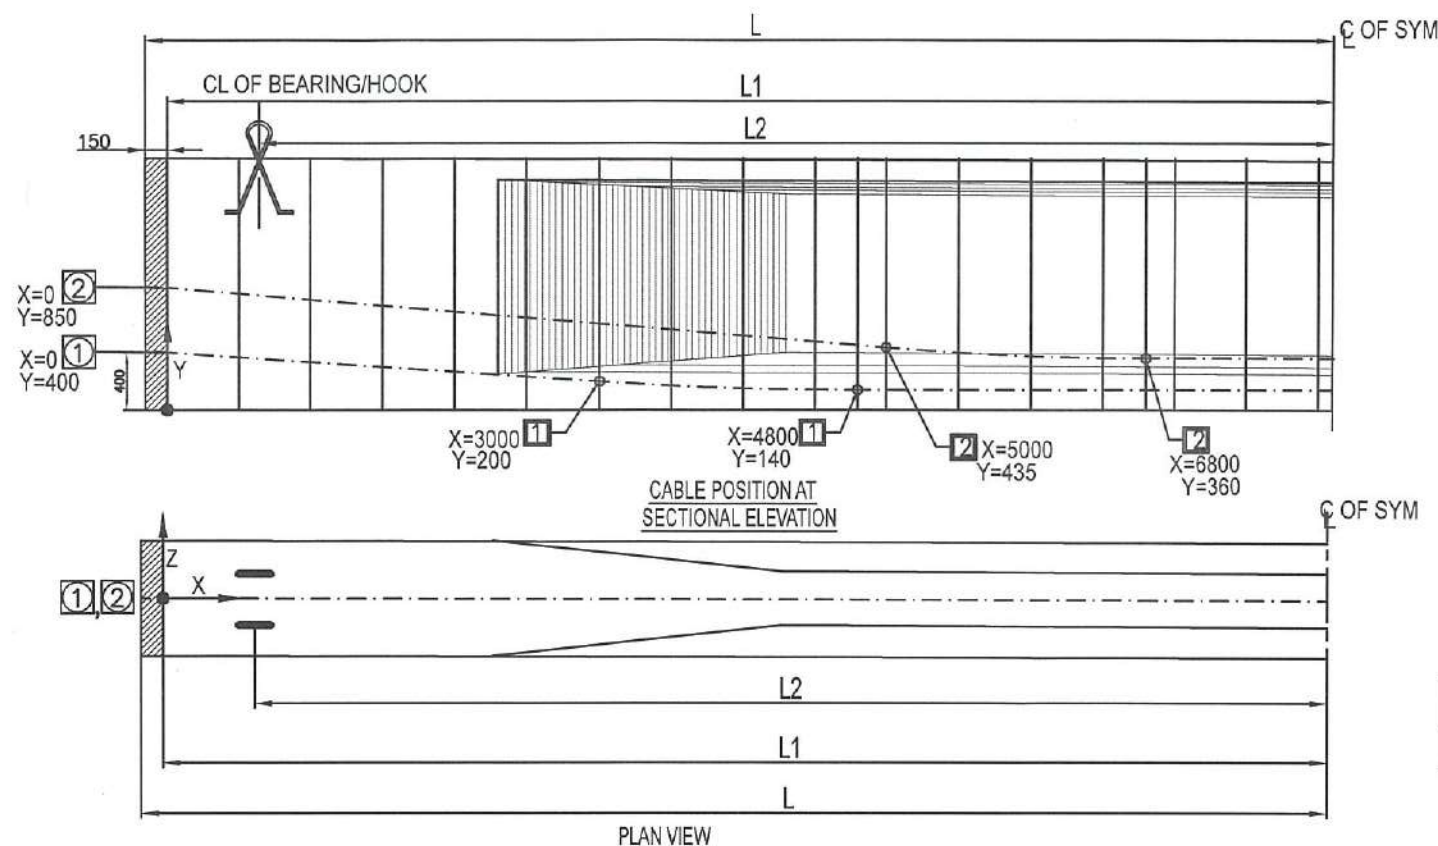 L
℄ OF SYM
CL OF BEARING/HOOK
L1
L2
150
X=0 2
Y=850
X=0 1
Y=400
400
Y
X=3000 1
Y=200
X=4800 1
Y=140
2 X=5000
Y=435
2
X=6800
Y=360
CABLE POSITION AT
SECTIONAL ELEVATION
℄ OF SYM
Z
X
1,2
L2
L1
L
PLAN VIEW